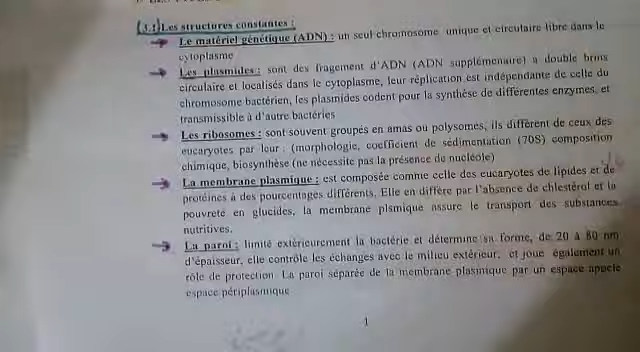 3.1) Les structures constantes :
Le matériel génétique (ADN) : un seul chromosome unique et circulaire libre dans le
cytoplasme
Les plasmides : sont des fragement d'ADN (ADN supplémenaire) a double brins
circulaire et localisés dans le cytoplasme, leur réplication est indépendante de celle du
chromosome bactérien, les plasmides codent pour la synthèse de différentes enzymes, et
transmissible à d'autre bactéries
Les ribosomes : sont souvent groupés en amas ou polysomes, ils diffèrent de ceux des
eucaryotes par leur : (morphologie, coefficient de sédimentation (70S) composition
chimique, biosynthèse (ne nécessite pas la présence de nucléole)
La membrane plasmique : est composée comme celle des eucaryotes de lipides et de
protéines à des pourcentages différents. Elle en diffère par l'absence de chlestérol et la
pouvreté en glucides, la membrane plsmique assure le transport des substances
nutritives.
La paroi : limité extérieurement la bactérie et détermine sa forme, de 20 à 80 nm
d'épaisseur, elle contrôle les échanges avec le milieu extérieur, et joue également un
rôle de protection. La paroi séparée de la membrane plasmique par un espace appelé
espace périplasmique
1